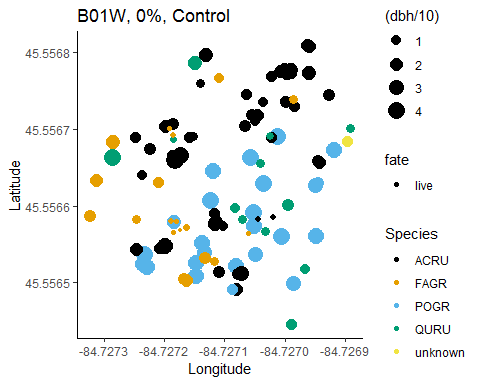 B01W, 0%, Control
Latitude
45.5568
45.5567
45.5566
45.5565
-84.7273 -84.7272 -84.7271 -84.7270 -84.7269
Longitude
(dbh/10)
1
2
3
4
fate
live
Species
ACRU
FAGR
POGR
QURU
unknown